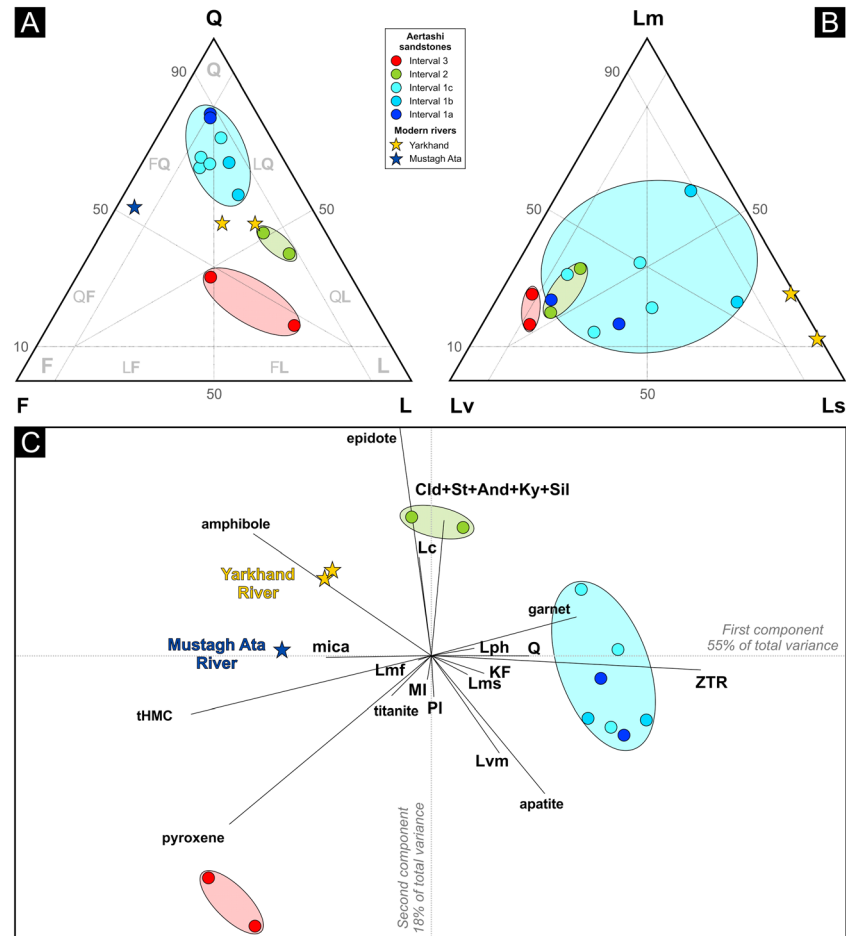 A
Q
B
Lm
Aertashi
sandstones
Interval 3
Interval 2
Interval 1c
Interval 1b
Interval 1a
Modern rivers
Yarkhand
Mustagh Ata
90
Q
90
FQ
LQ
50
50
50
50
QF
QL
10
10
F
LF
FL
L
50
50
F
L
Lv
Ls
C
epidote
Cld+St+And+Ky+Sil
amphibole
Lc
Yarkhand
River
garnet
First component
55% of total variance
Mustagh Ata
River
mica
Lph
Q
Lmf
KF
Lms
ZTR
MI
titanite
PI
tHMC
Lvm
apatite
pyroxene
Second component
18% of total variance